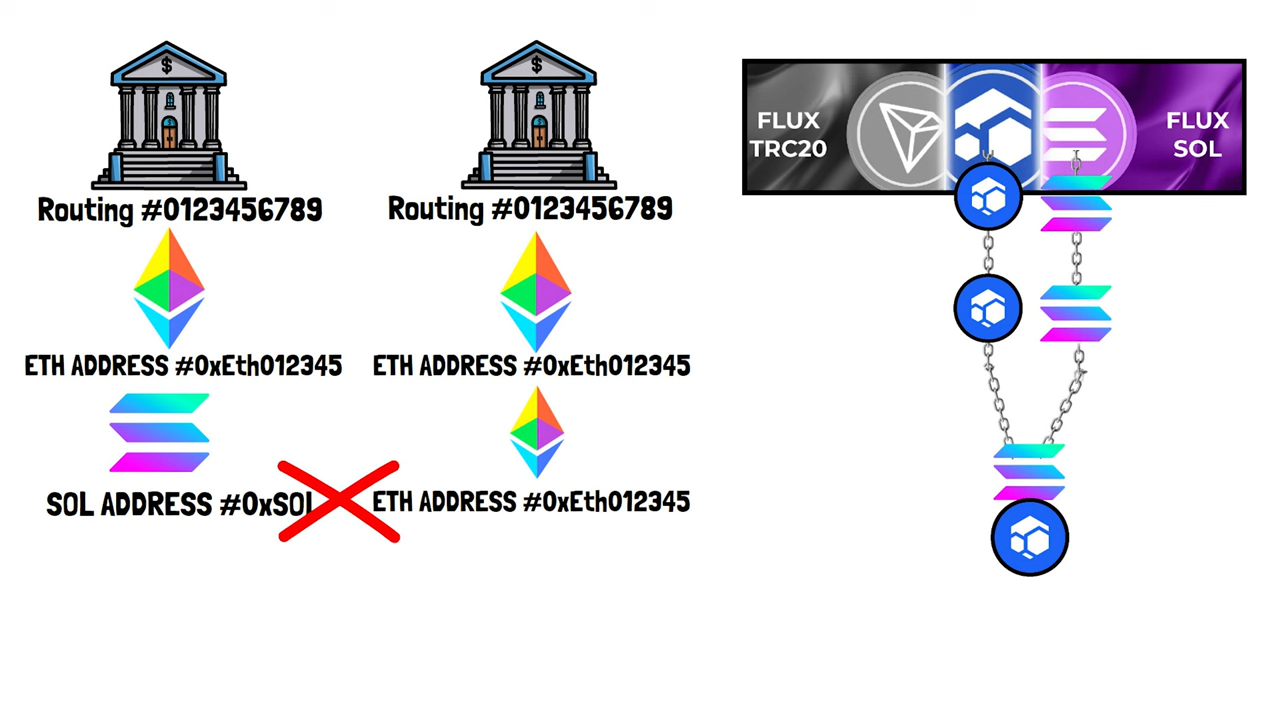 $
$
Routing #0123456789
Routing #0123456789
ETH ADDRESS #0xEth012345
ETH ADDRESS #0xEth012345
SOL ADDRESS #0xSOl
ETH ADDRESS #0xEth012345
FLUX
TRC20
FLUX
SOL